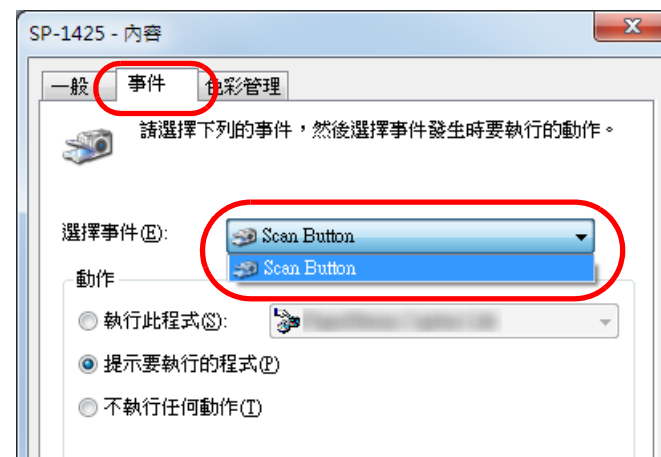 SP-1425 - 內容
一般 事件 色彩管理
請選擇下列的事件，然後選擇事件發生時要執行的動作。
選擇事件(E): Scan Button
Scan Button
動作
執行此程式(S):
提示要執行的程式(P)
不執行任何動作(T)